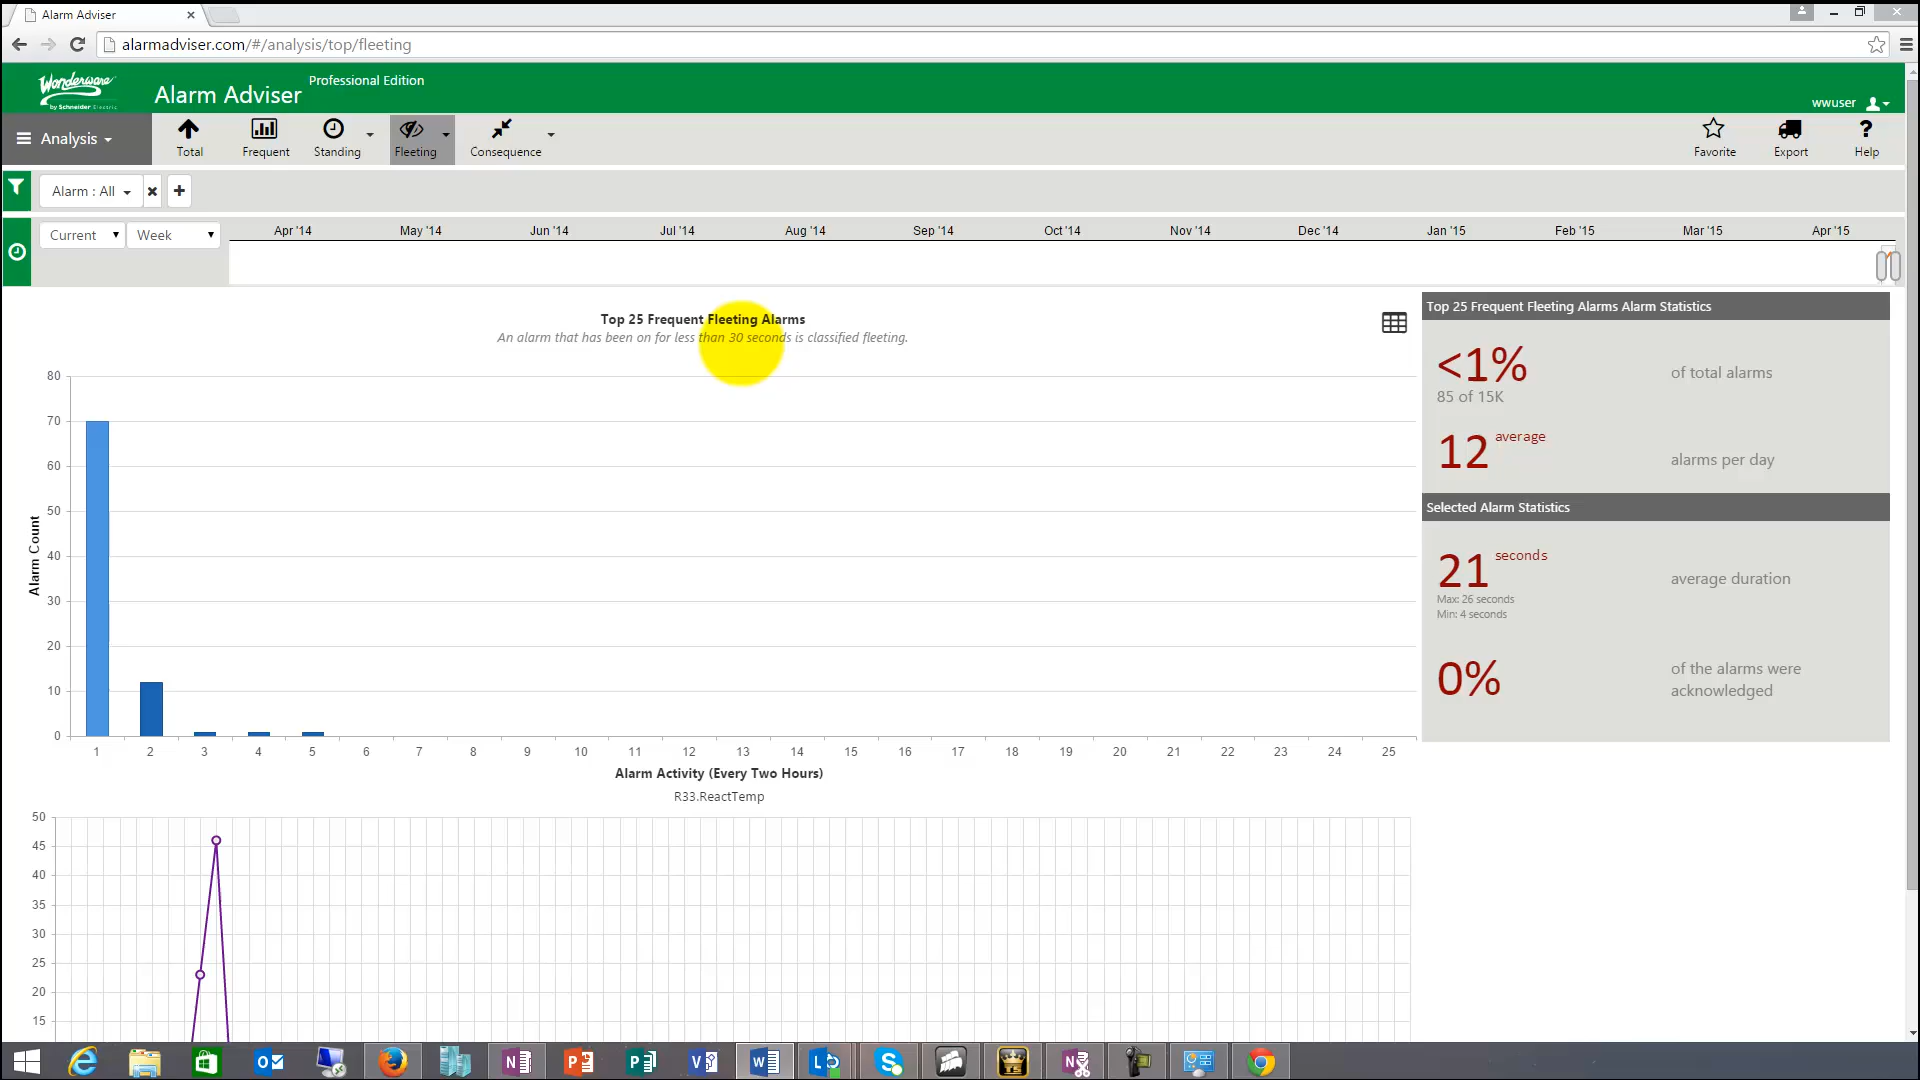 Alarm Adviser
alarmadviser.com/#/analysis/top/fleeting
Wonderware
by Schneider Electric
Alarm Adviser
Professional Edition
wwuser
Analysis
Total
Frequent
Standing
Fleeting
Consequence
Favorite
Export
Help
Alarm : All
Current
Week
Apr '14 May '14 Jun '14 Jul '14 Aug '14 Sep '14 Oct '14 Nov '14 Dec '14 Jan '15 Feb '15 Mar '15 Apr '15
Top 25 Frequent Fleeting Alarms
An alarm that has been on for less than 30 seconds is classified fleeting.
Alarm Count
80
70
60
50
40
30
20
10
0
1 2 3 4 5 6 7 8 9 10 11 12 13 14 15 16 17 18 19 20 21 22 23 24 25
Alarm Activity (Every Two Hours)
R33.ReactTemp
50
45
40
35
30
25
20
15
Top 25 Frequent Fleeting Alarms Alarm Statistics
<1%
of total alarms
85 of 15K
12 average
alarms per day
Selected Alarm Statistics
21 seconds
average duration
Max: 26 seconds
Min: 4 seconds
0%
of the alarms were
acknowledged